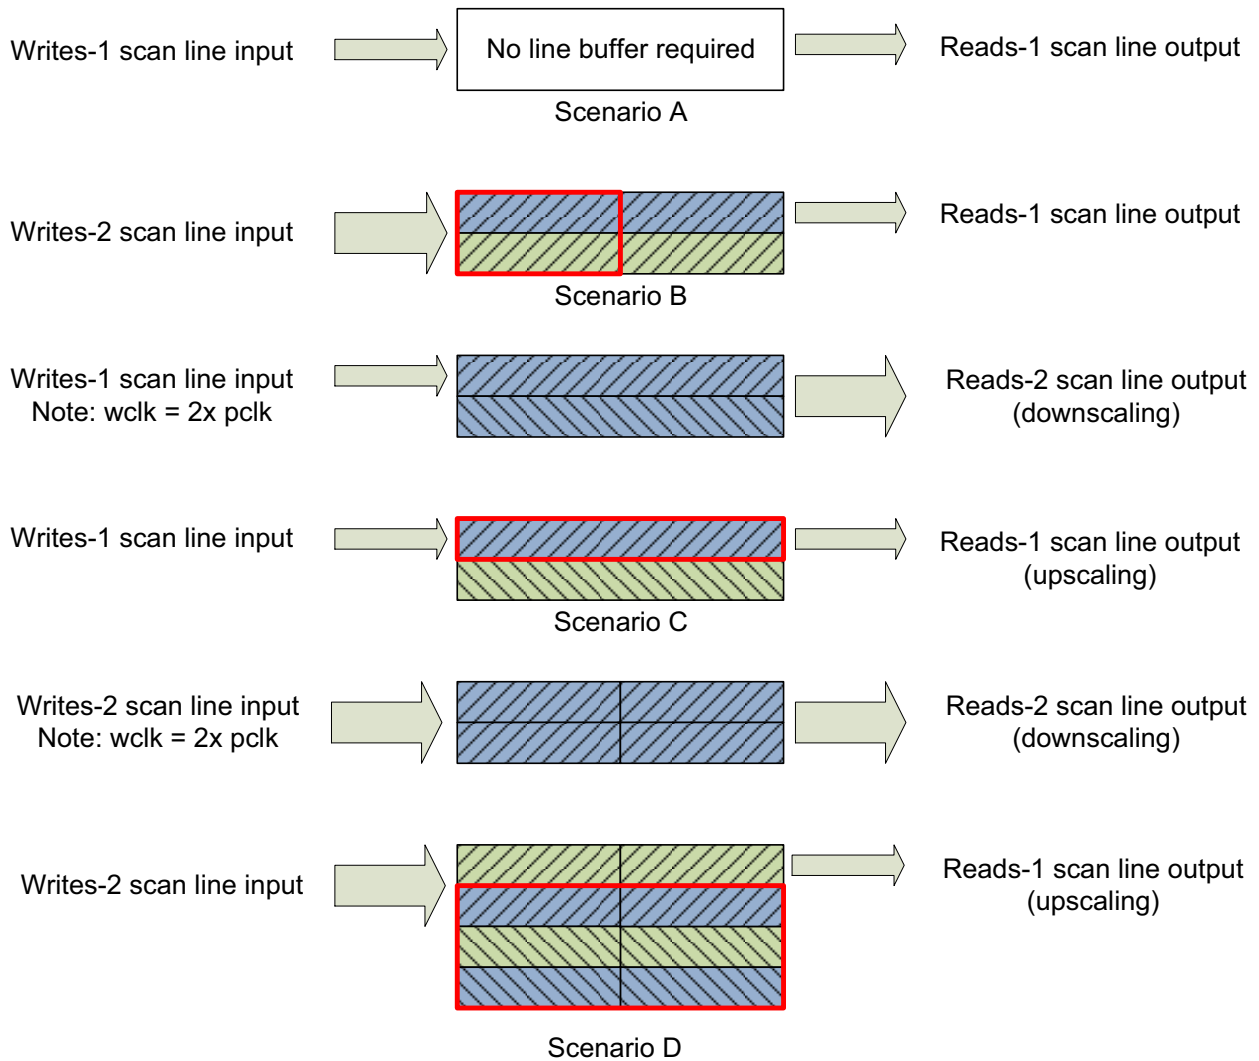 Writes-1 scan line input
No line buffer required
Reads-1 scan line output
Scenario A
Writes-2 scan line input
Reads-1 scan line output
Scenario B
Writes-1 scan line input
Note: wclk = 2x pclk
Reads-2 scan line output
(downscaling)
Writes-1 scan line input
Reads-1 scan line output
(upscaling)
Scenario C
Writes-2 scan line input
Note: wclk = 2x pclk
Reads-2 scan line output
(downscaling)
Writes-2 scan line input
Reads-1 scan line output
(upscaling)
Scenario D